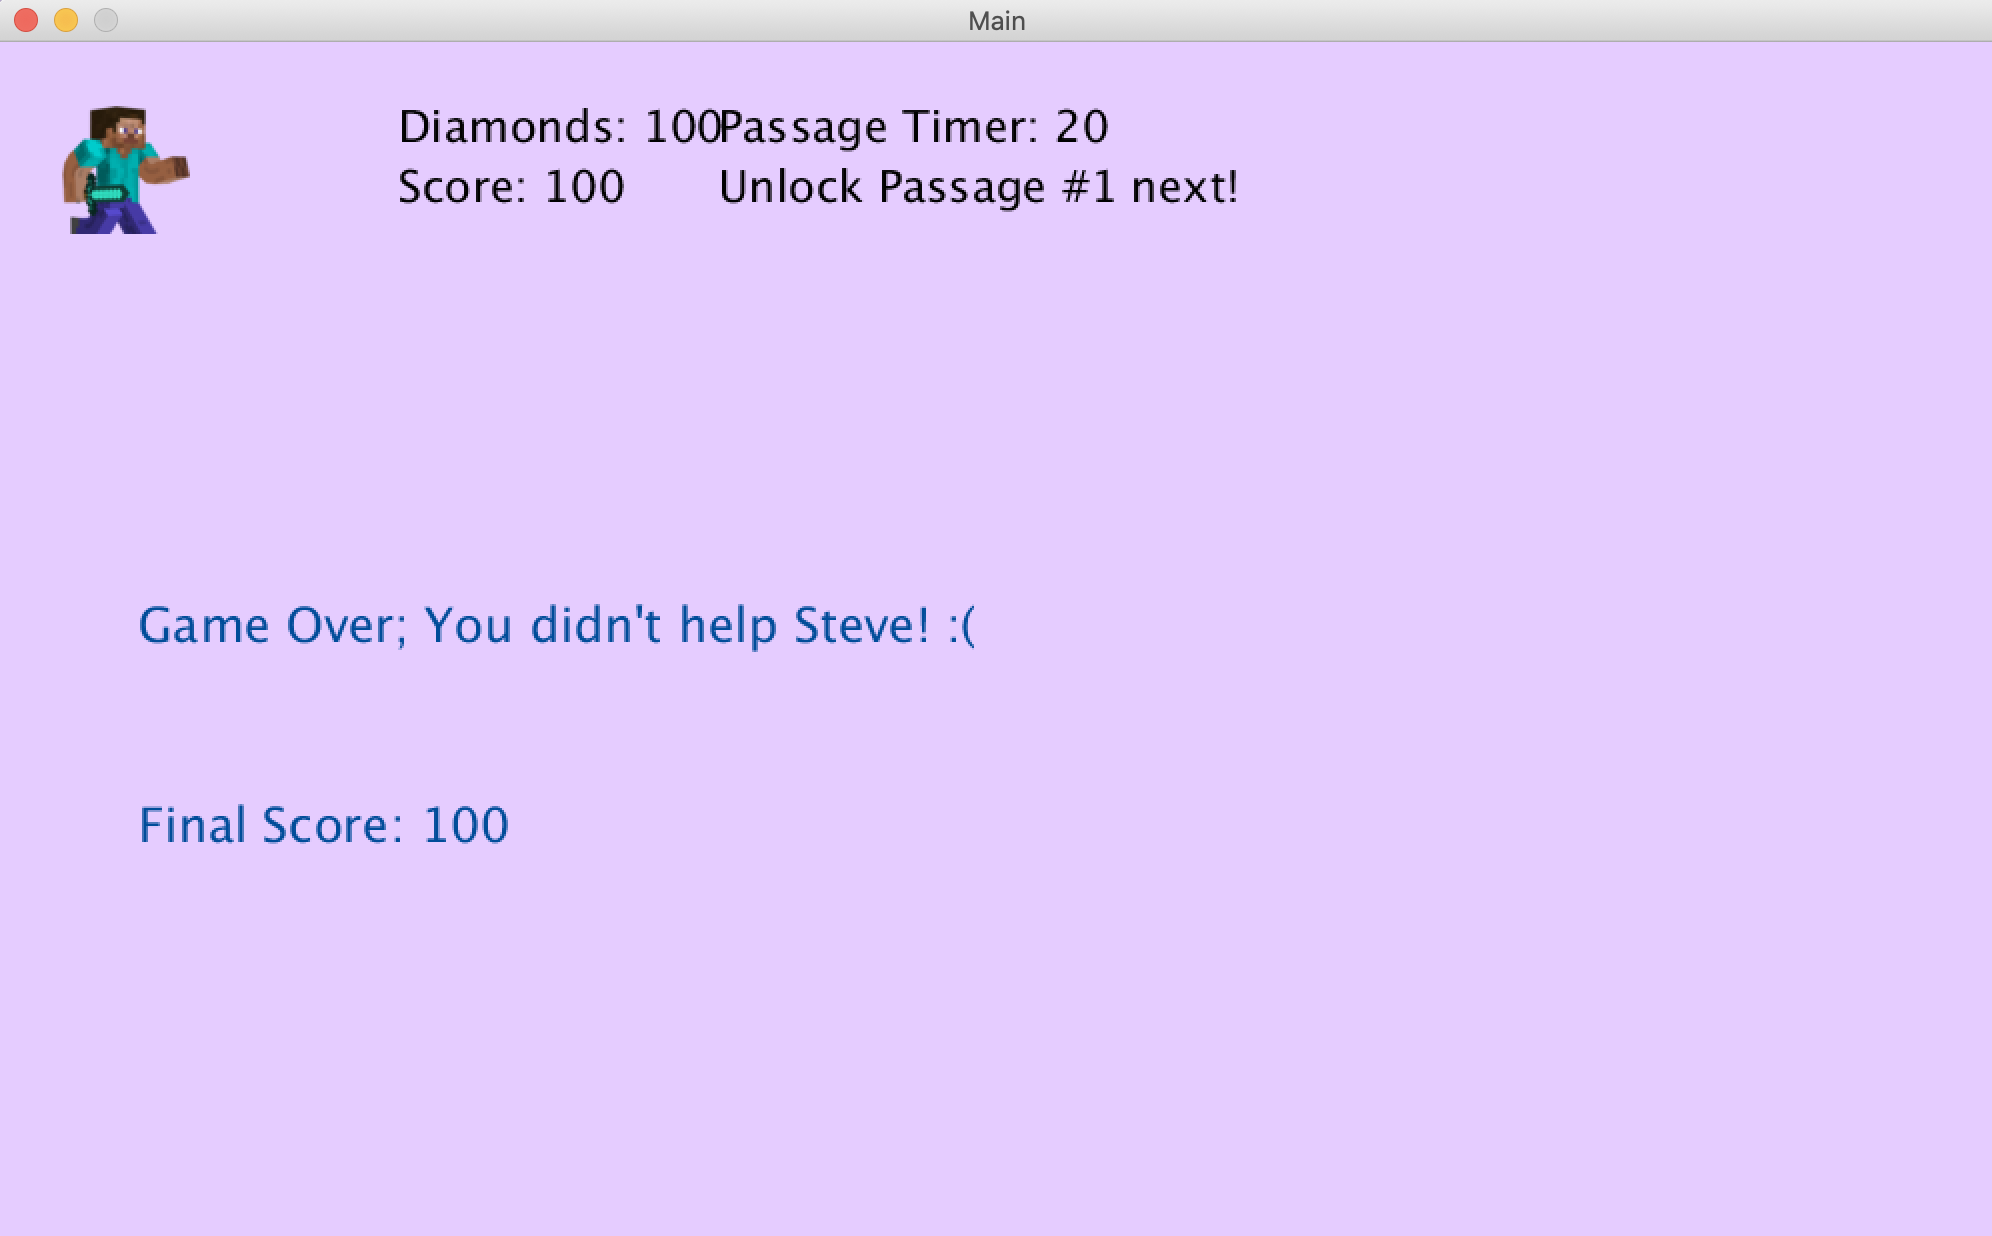 Main
Diamonds: 100Passage Timer: 20
Score: 100 Unlock Passage #1 next!
Game Over; You didn't help Steve! :(
Final Score: 100